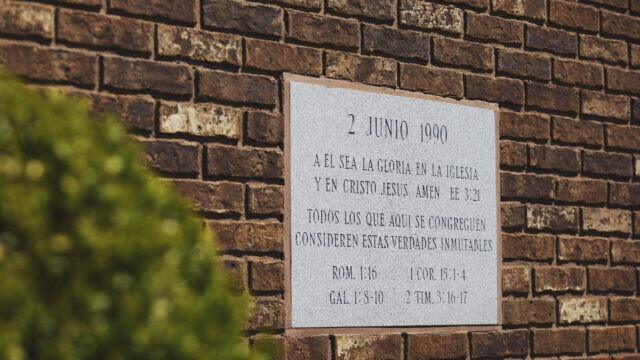 2 JUNIO 1990
A EL SEA LA GLORIA EN LA IGLESIA
Y EN CRISTO JESUS. AMEN EE 3:21
TODOS LOS QUE AQUI SE CONGREGUEN
CONSIDEREN ESTAS VERDADES INMUTABLES
ROM. 1:16 1 COR. 15:1-4
GAL. 1:8-10 2 TIM. 3:16-17